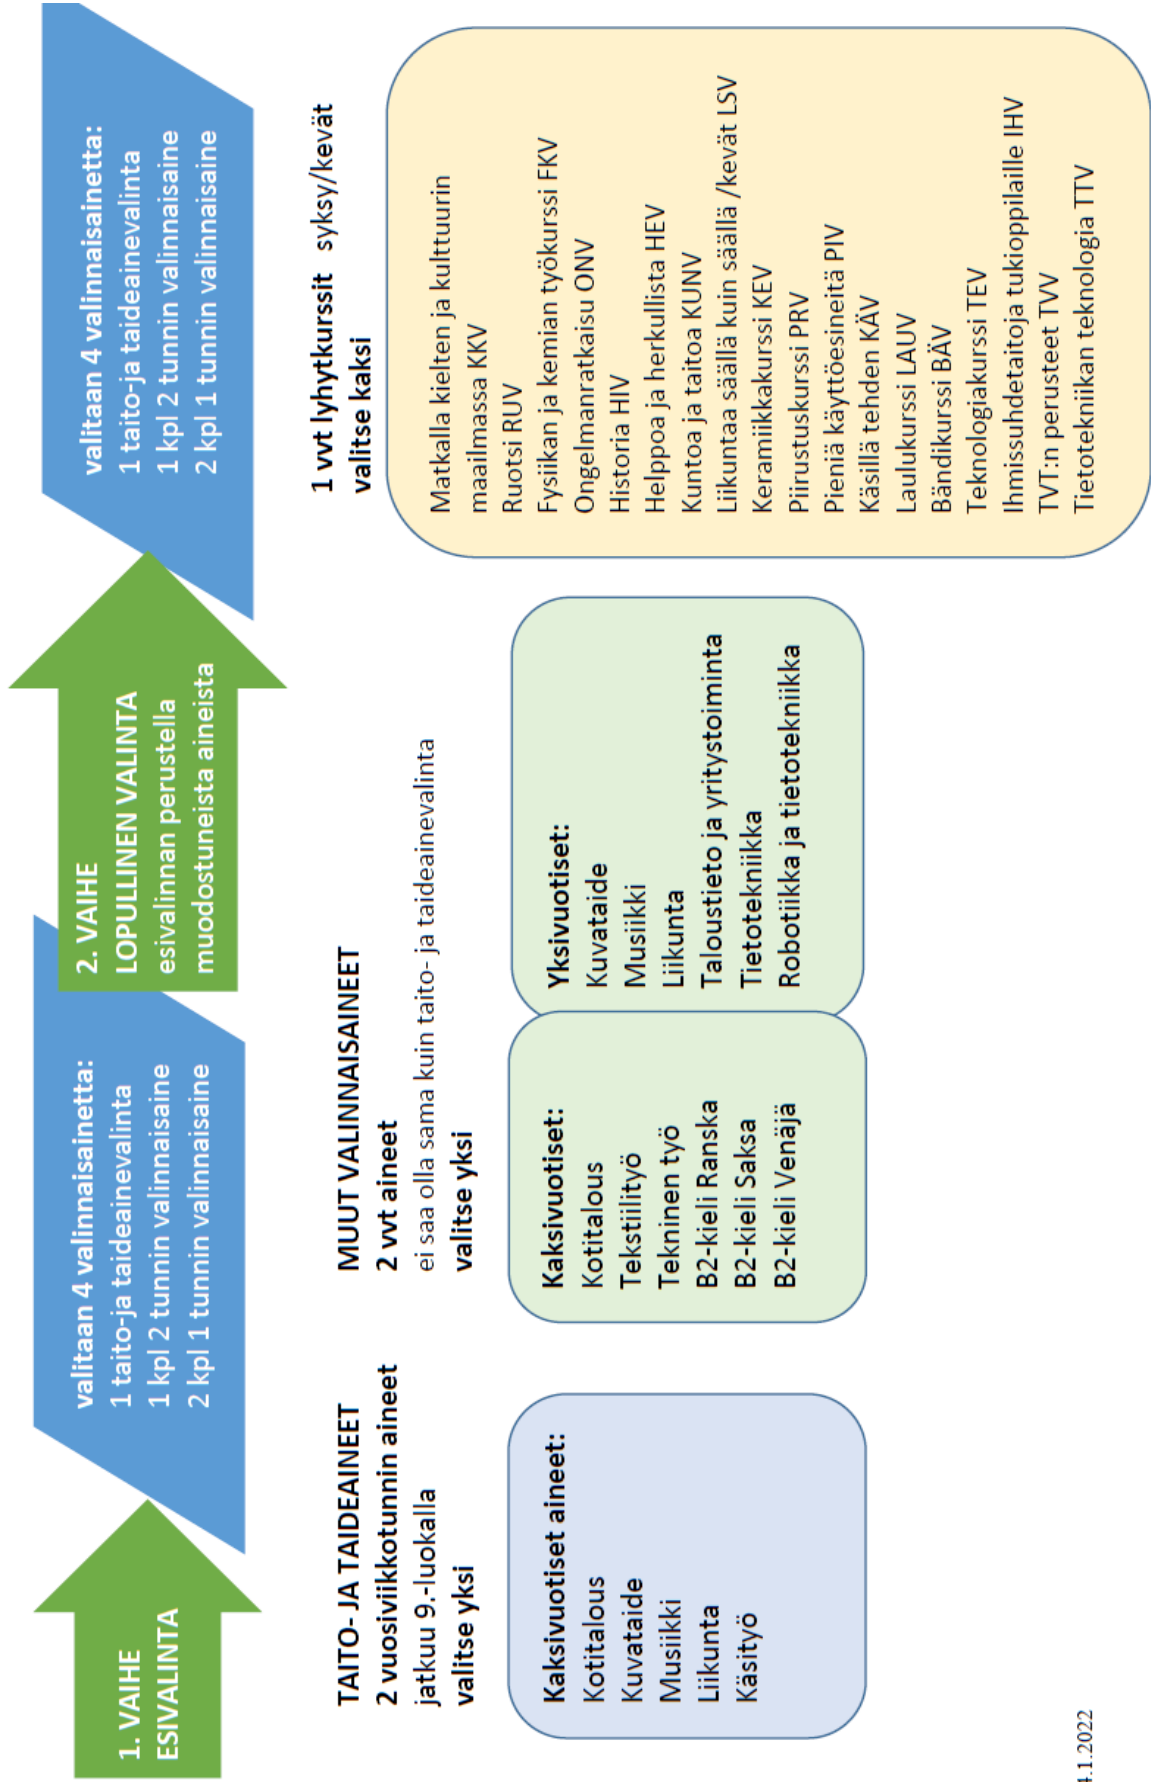 1. VAIHE
ESIVALINTA
valitaan 4 valinnaisainetta:
1 taito-ja taideainevalinta
1 kpl 2 tunnin valinnaisaine
2 kpl 1 tunnin valinnaisaine
2. VAIHE
LOPULLINEN VALINTA
esivalinnan perustella
muodostuneista aineista
valitaan 4 valinnaisainetta:
1 taito-ja taideainevalinta
1 kpl 2 tunnin valinnaisaine
2 kpl 1 tunnin valinnaisaine
TAITO- JA TAIDEAINEET
2 vuosiviikkotunnin aineet
jatkuu 9.-luokalla
valitse yksi
Kaksivuotiset aineet:
Kotitalous
Kuvataide
Musiikki
Liikunta
Käsityö
MUUT VALINNAISAINEET
2 vvt aineet
ei saa olla sama kuin taito- ja taideainevalinta
valitse yksi
Kaksivuotiset:
Kotitalous
Tekstiilityö
Tekninen työ
B2-kieli Ranska
B2-kieli Saksa
B2-kieli Venäjä
Yksivuotiset:
Kuvataide
Musiikki
Liikunta
Taloustieto ja yritystoiminta
Tietotekniikka
Robotiikka ja tietotekniikka
1 vvt lyhytkurssit syksy/kevät
valitse kaksi
Matkalla kielten ja kulttuurin
maailmassa KKV
Ruotsi RUV
Fysiikan ja kemian työkurssi FKV
Ongelmanratkaisu ONV
Historia HIV
Helppoa ja herkullista HEV
Kuntoa ja taitoa KUNV
Liikuntaa säällä kuin säällä /kevät LSV
Keramiikkakurssi KEV
Piirustuskurssi PRV
Pieniä käyttöesineitä PIV
Käsillä tehden KÄV
Laulukurssi LAUV
Bändikurssi BÄV
Teknologiakurssi TEV
Ihmissuhdetaitoja tukioppilaille IHV
TVT:n perusteet TVV
Tietotekniikan teknologia TTV
4.1.2022